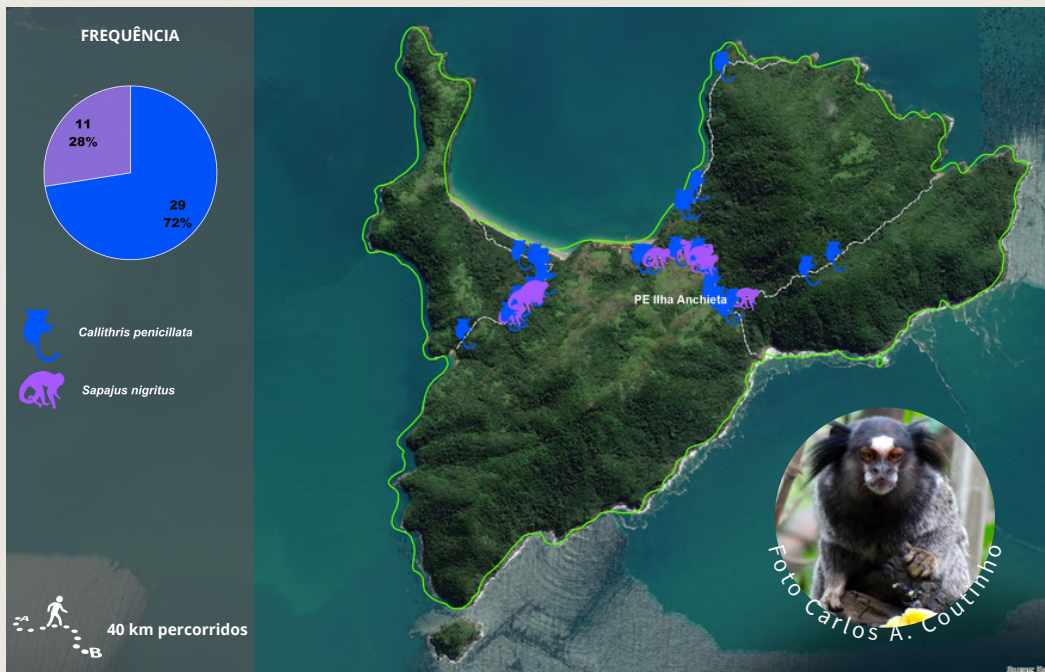 FREQUÊNCIA
11
28%
29
72%
Callithris penicillata
Sapajus nigritus
A
B
40 km percorridos
PE Ilha Anchieta
Foto Carlos A. Coutinho